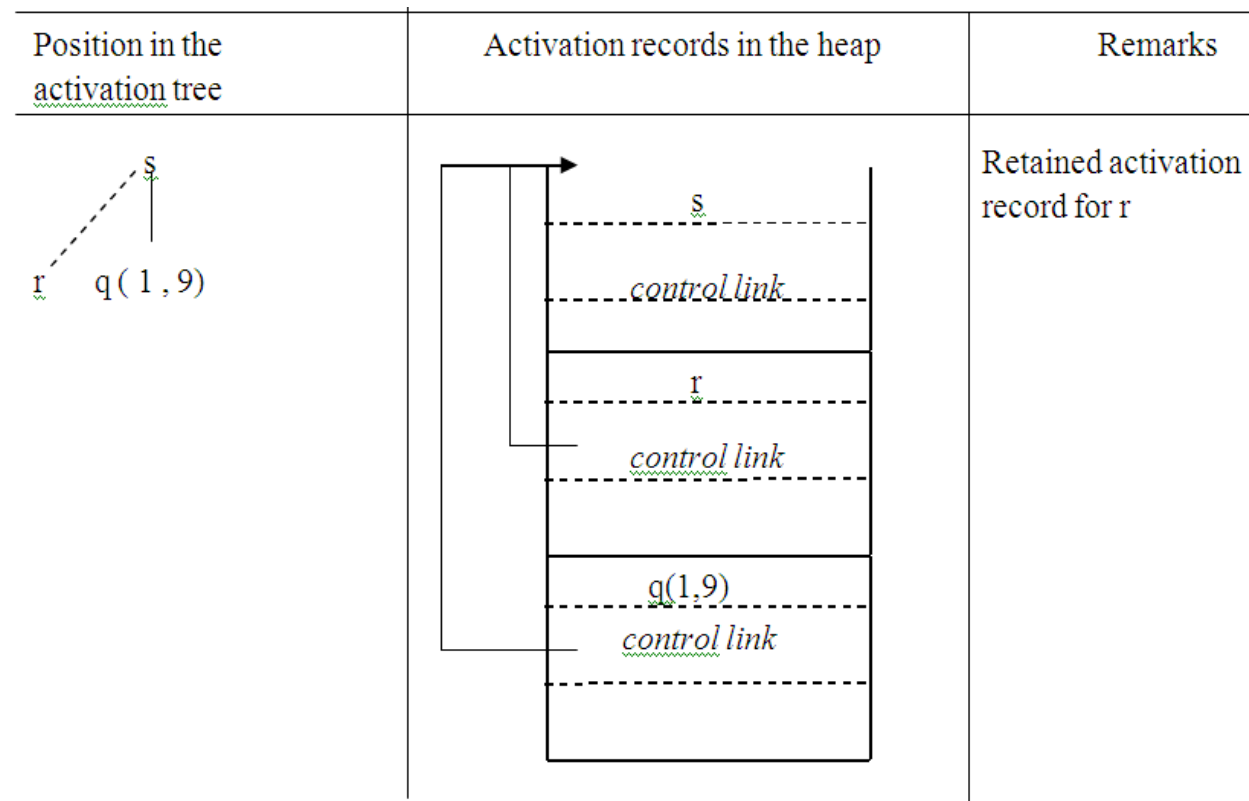 Position in the
activation tree
Activation records in the heap
Remarks
s
r
q ( 1 , 9)
s
control link
r
control link
q(1,9)
control link
Retained activation
record for r